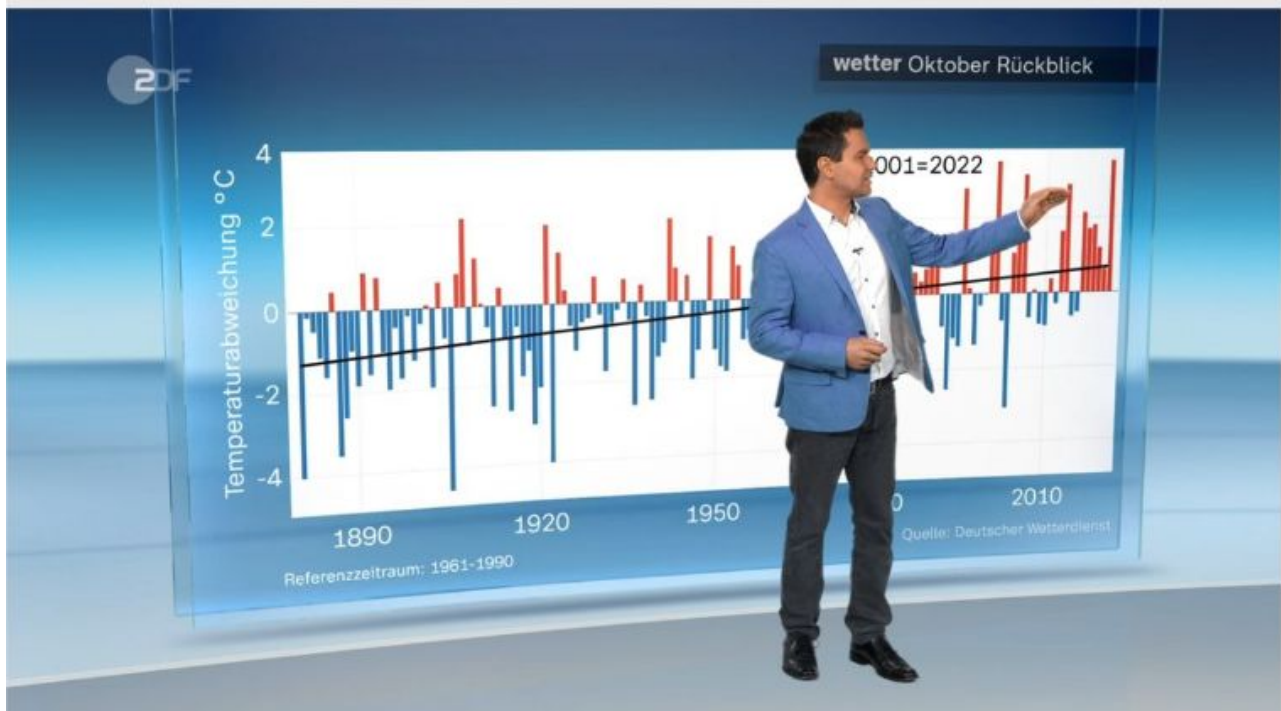 2DF
wetter Oktober Rückblick
Temperaturabweichung °C
4
2
0
-2
-4
001=2022
1890
1920
1950
0
2010
Referenzzeitraum: 1961-1990
Quelle: Deutscher Wetterdienst